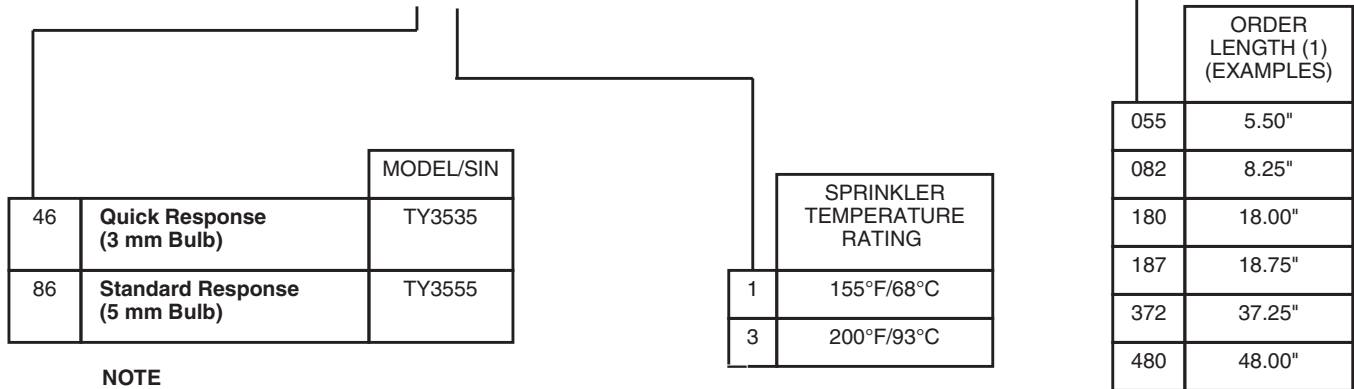 MODEL/SIN
46 Quick Response TY3535
(3 mm Bulb)
86 Standard Response TY3555
(5 mm Bulb)
NOTE
SPRINKLER
TEMPERATURE
RATING
1 155°F/68°C
3 200°F/93°C
ORDER
LENGTH (1)
(EXAMPLES)
055 5.50"
082 8.25"
180 18.00"
187 18.75"
372 37.25"
480 48.00"